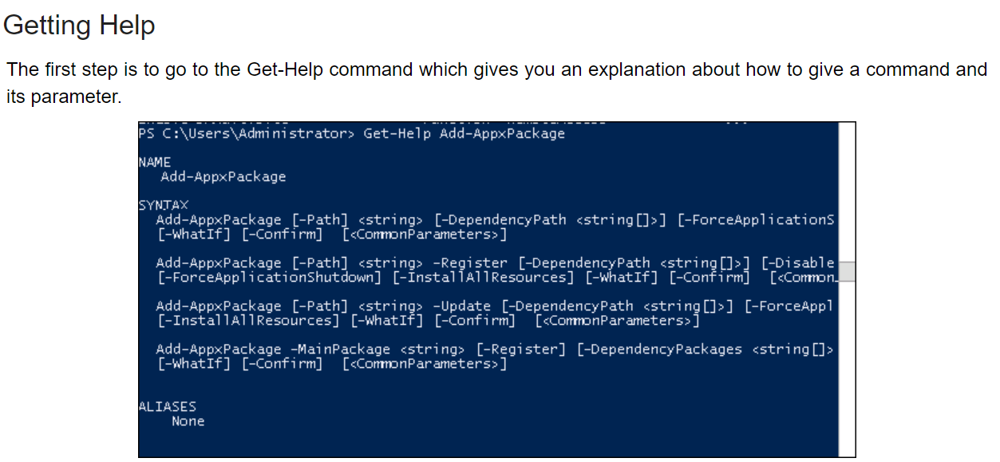 Getting Help
The first step is to go to the Get-Help command which gives you an explanation about how to give a command and
its parameter.
PS C:\Users\Administrator> Get-Help Add-AppxPackage
NAME
Add-AppxPackage
SYNTAX
Add-AppxPackage [-Path] <string> [-DependencyPath <string[]>] [-ForceApplicationS
[-WhatIf] [-Confirm] [<CommonParameters>]
Add-AppxPackage [-Path] <string> -Register [-DependencyPath <string[]>] [-Disable
[-ForceApplicationShutdown] [-InstallAllResources] [-WhatIf] [-Confirm] [<Common
Add-AppxPackage [-Path] <string> -Update [-DependencyPath <string[]>] [-ForceAppl
[-InstallAllResources] [-WhatIf] [-Confirm] [<CommonParameters>]
Add-AppxPackage -MainPackage <string> [-Register] [-DependencyPackages <string[]>
[-WhatIf] [-Confirm] [<CommonParameters>]
ALIASES
None